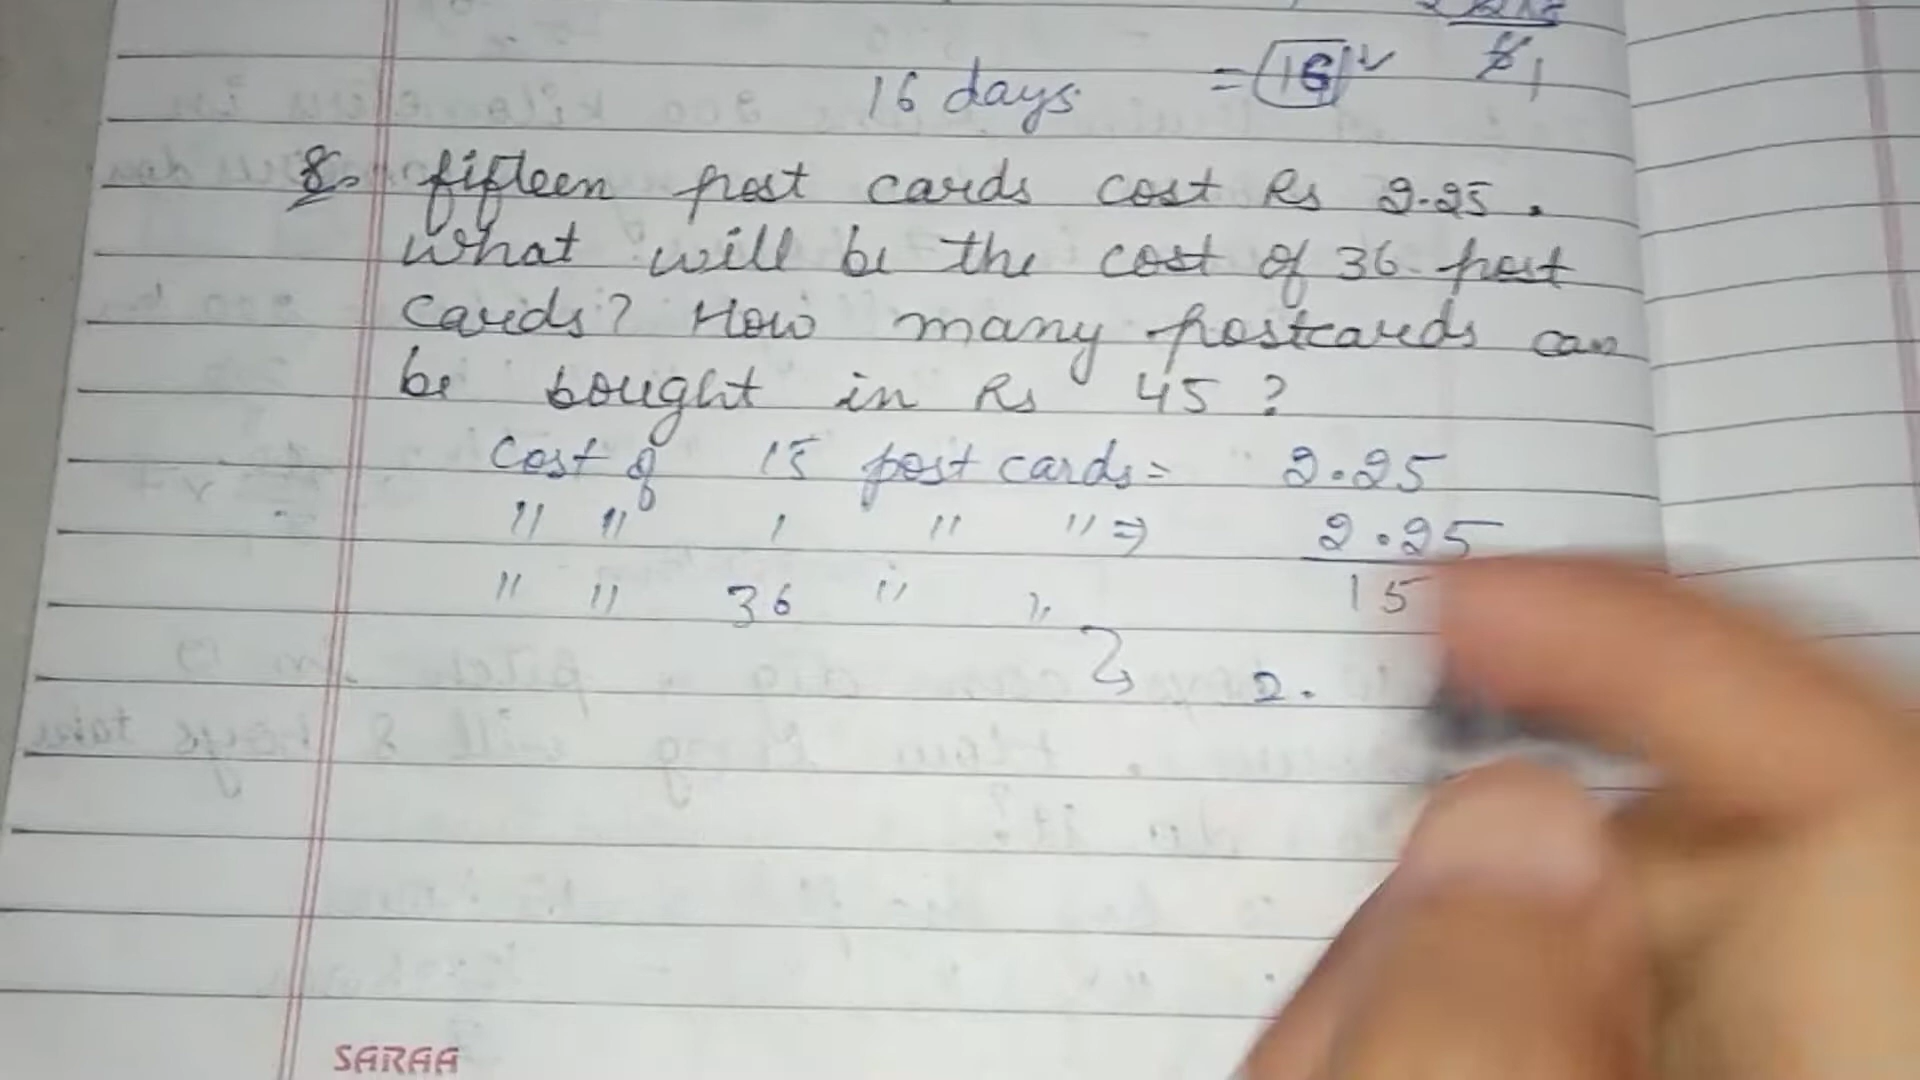 16 days = 16
8. fifteen post cards cost Rs 2.25.
What will be the cost of 36 post
cards? How many postcards can
be bought in Rs 45?
Cost of 15 post cards = 2.25
" " 1 " " => 2.25
15
" " 36 " "
2.
SARAA